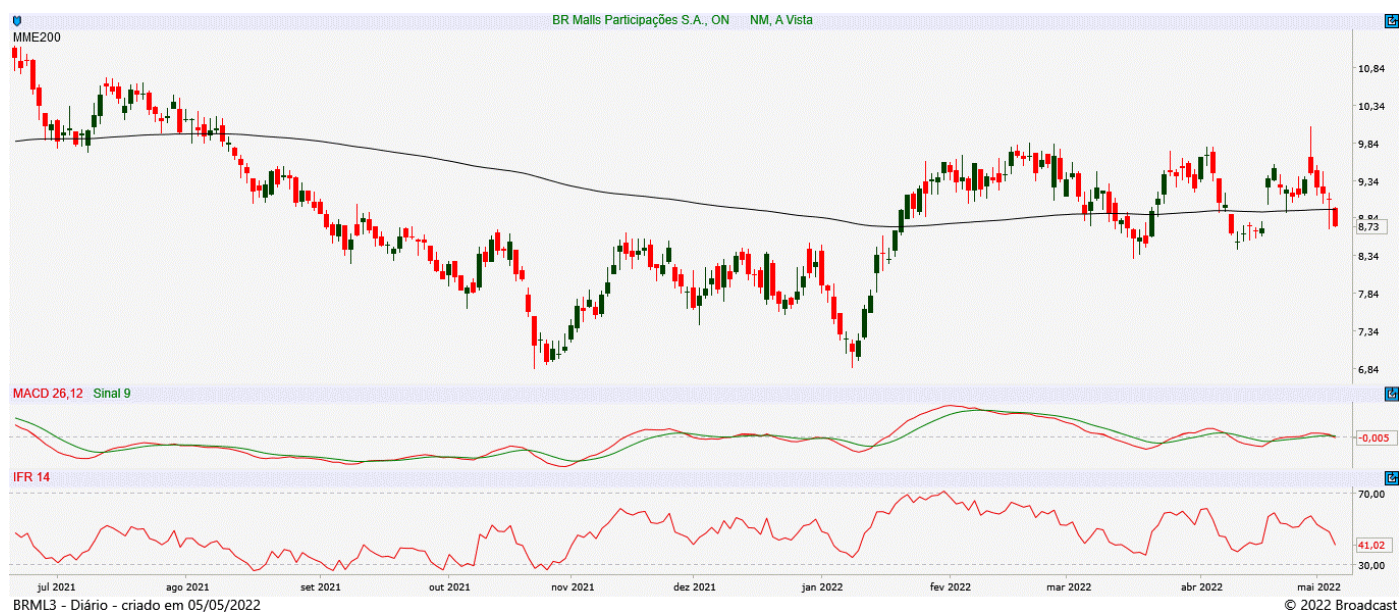 BR Malls Participações S.A., ON NM, A Vista
MME200
10,84
10,34
9,84
9,34
8,84
8,73
8,34
7,84
7,34
6,84
MACD 26,12 Sinal 9
-0,005
IFR 14
70,00
41,02
30,00
jul 2021 ago 2021 set 2021 out 2021 nov 2021 dez 2021 jan 2022 fev 2022 mar 2022 abr 2022 mai 2022
BRML3 - Diário - criado em 05/05/2022 © 2022 Broadcast